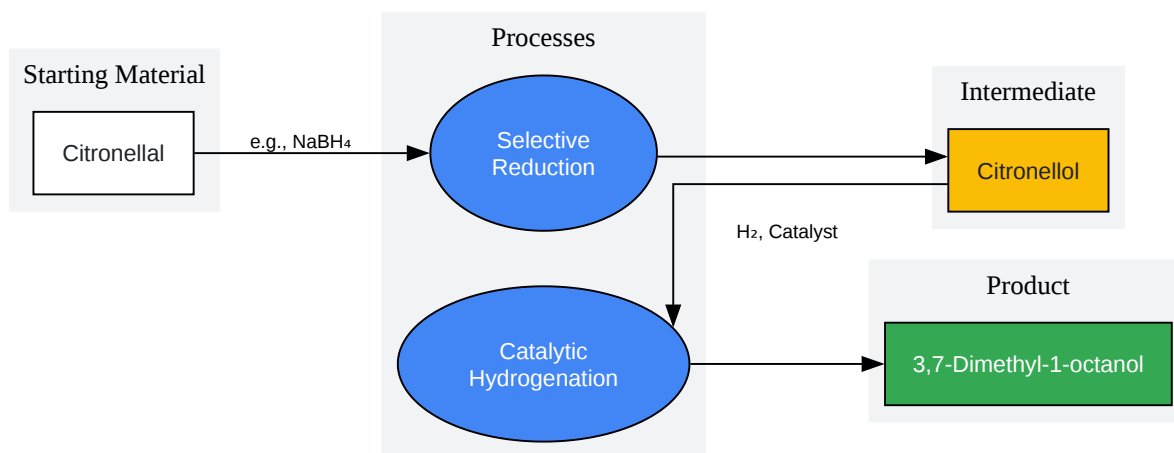 Processes
Starting Material
Citronellal
e.g., NaBH₄
Selective
Reduction
Intermediate
Citronellol
H₂, Catalyst
Catalytic
Hydrogenation
Product
3,7-Dimethyl-1-octanol